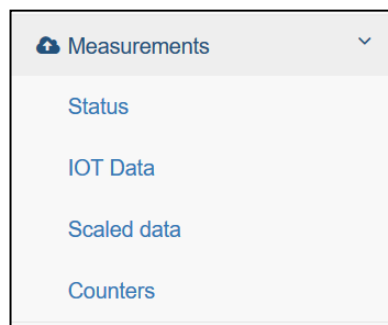 Measurements
Status
IOT Data
Scaled data
Counters